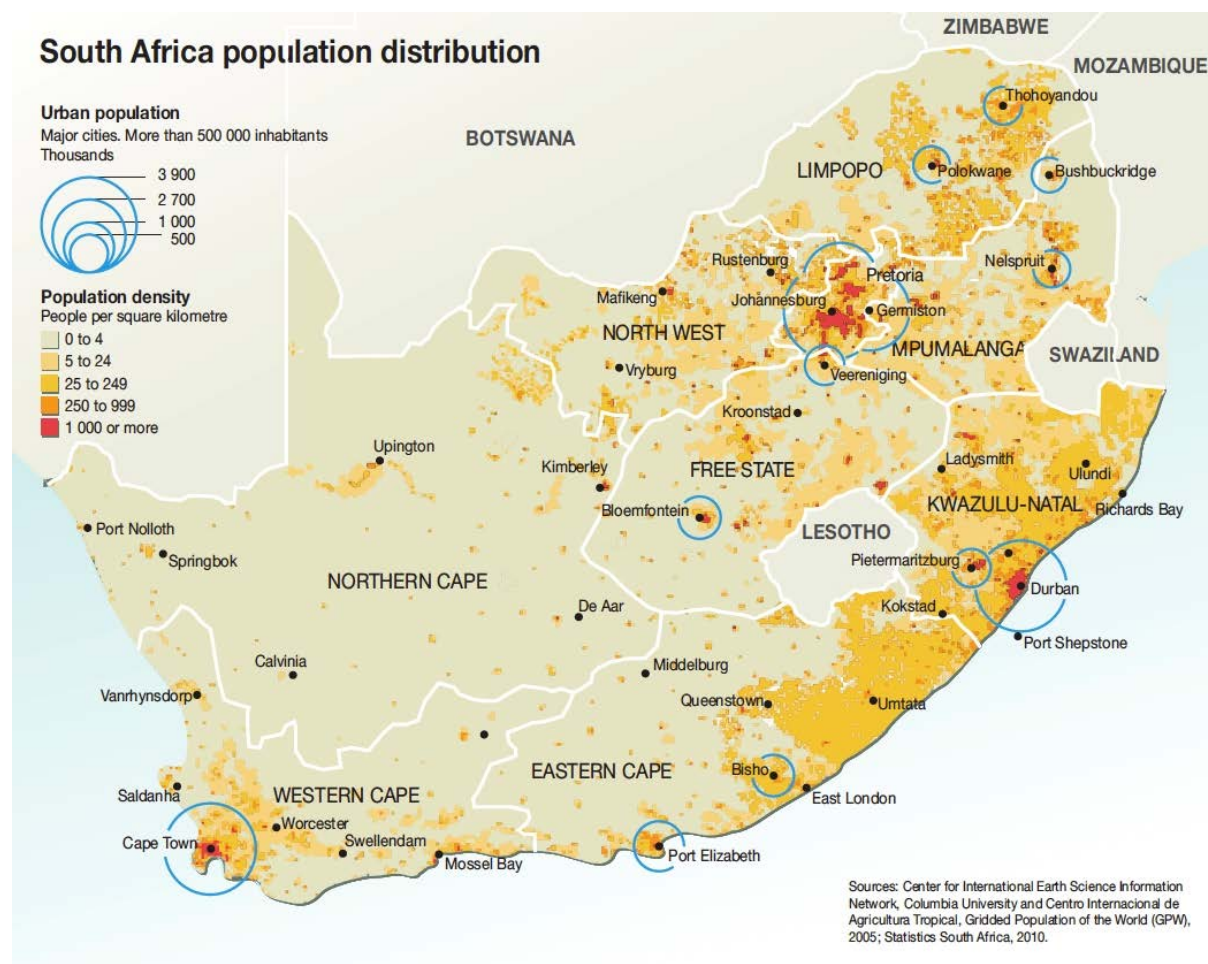 South Africa population distribution
Urban population
Major cities. More than 500 000 inhabitants
Thousands
3 900
2 700
1 000
500
Population density
People per square kilometre
0 to 4
5 to 24
25 to 249
250 to 999
1 000 or more
ZIMBABWE
MOZAMBIQUE
BOTSWANA
Thohoyandou
LIMPOPO
Polokwane
Bushbuckridge
Rustenburg
Pretoria
Nelspruit
Mafikeng
Johannesburg
Germiston
NORTH WEST
MPUMALANGA
SWAZILAND
Vryburg
Veereniging
Kroonstad
Upington
Kimberley
FREE STATE
Ladysmith
Ulundi
Bloemfontein
KWAZULU-NATAL
Richards Bay
Port Nolloth
LESOTHO
Springbok
Pietermaritzburg
NORTHERN CAPE
Durban
De Aar
Kokstad
Port Shepstone
Calvinia
Middelburg
Vanrhynsdorp
Queenstown
Umtata
EASTERN CAPE
Bisho
Saldanha
WESTERN CAPE
East London
Worcester
Cape Town
Swellendam
Mossel Bay
Port Elizabeth
Sources: Center for International Earth Science Information
Network, Columbia University and Centro Internacional de
Agricultura Tropical, Gridded Population of the World (GPW),
2005; Statistics South Africa, 2010.